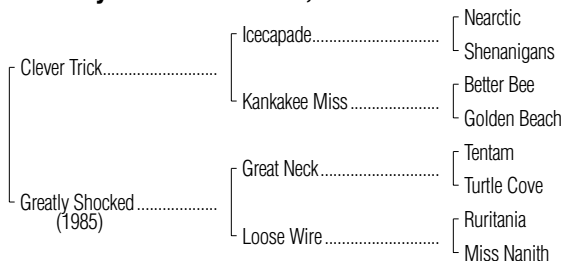 Nearctic
Icecapade
Shenanigans
Clever Trick
Better Bee
Kankakee Miss
Golden Beach
Tentam
Great Neck
Turtle Cove
Greatly Shocked
(1985)
Ruritania
Loose Wire
Miss Nanith